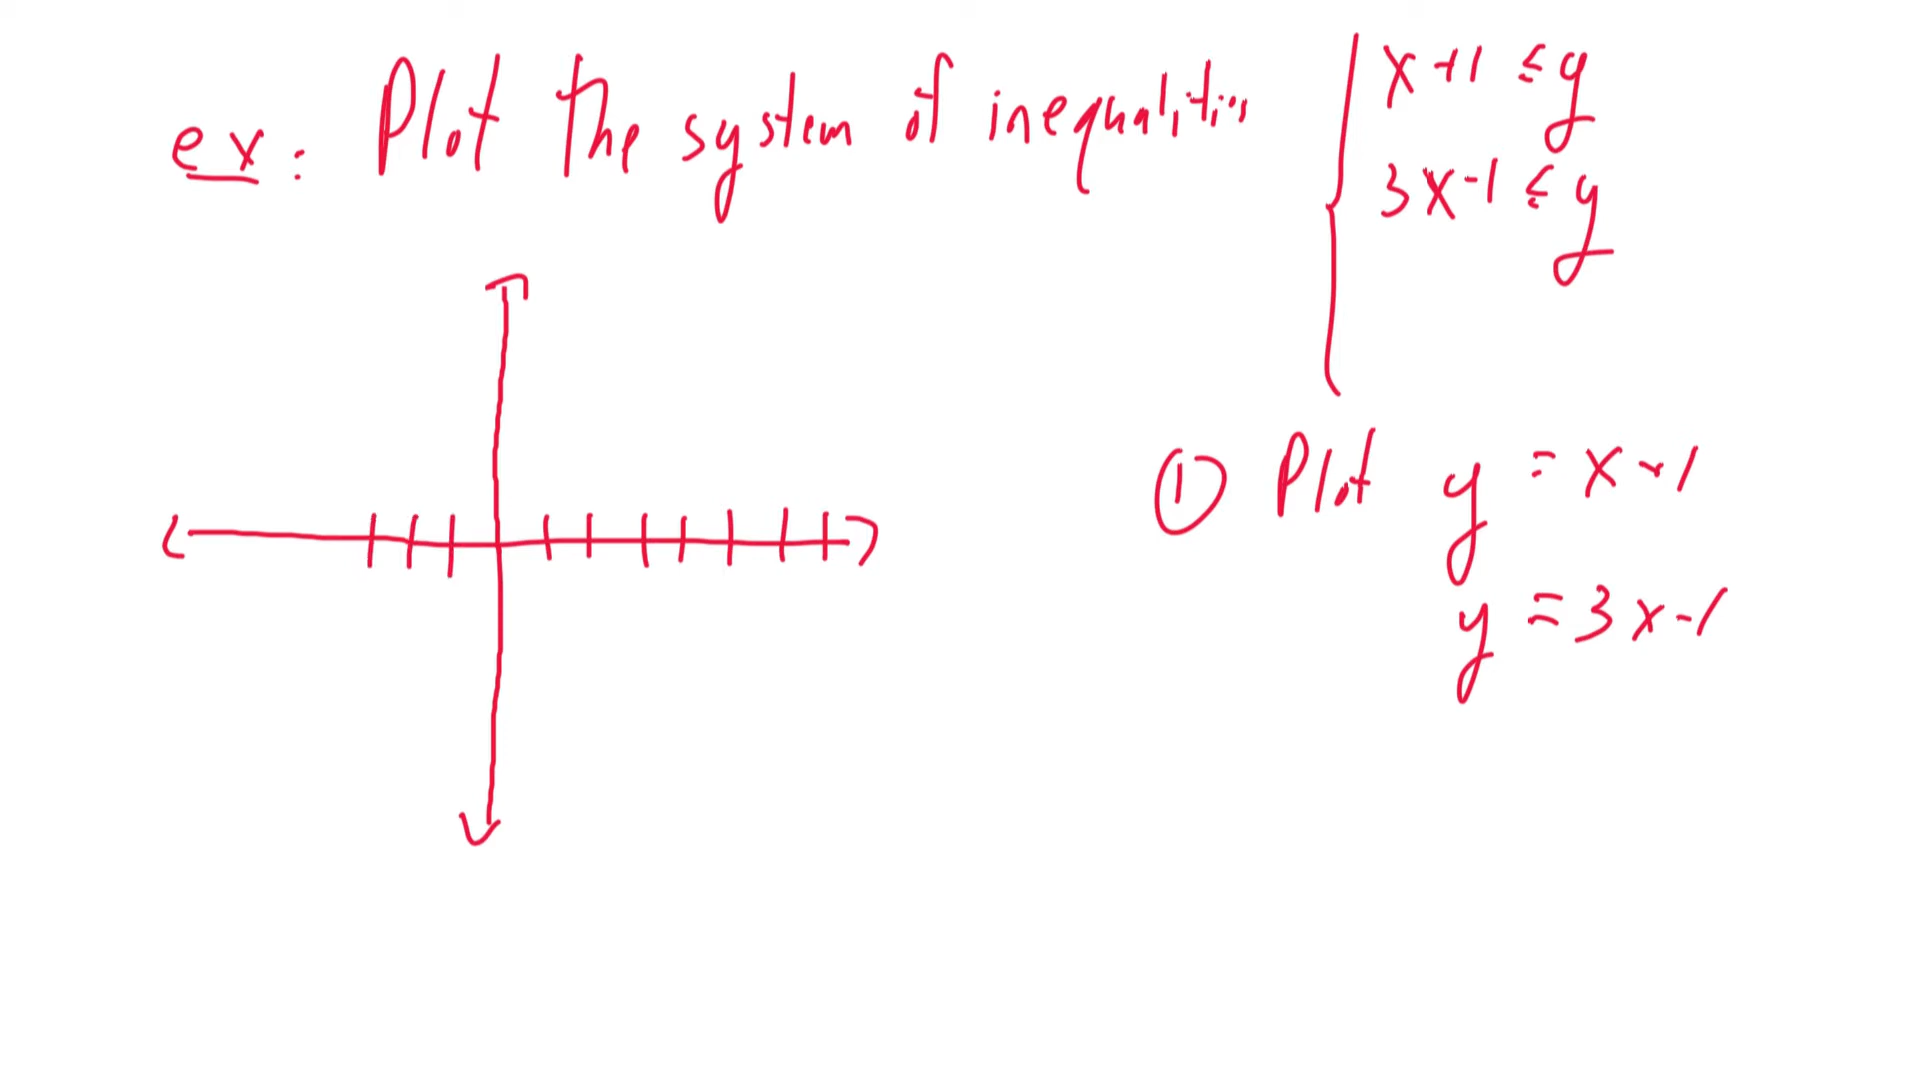 ex: Plot the system of inequalities
x+1 ≤ y
3x-1 ≤ y
① Plot y = x+1
y = 3x-1